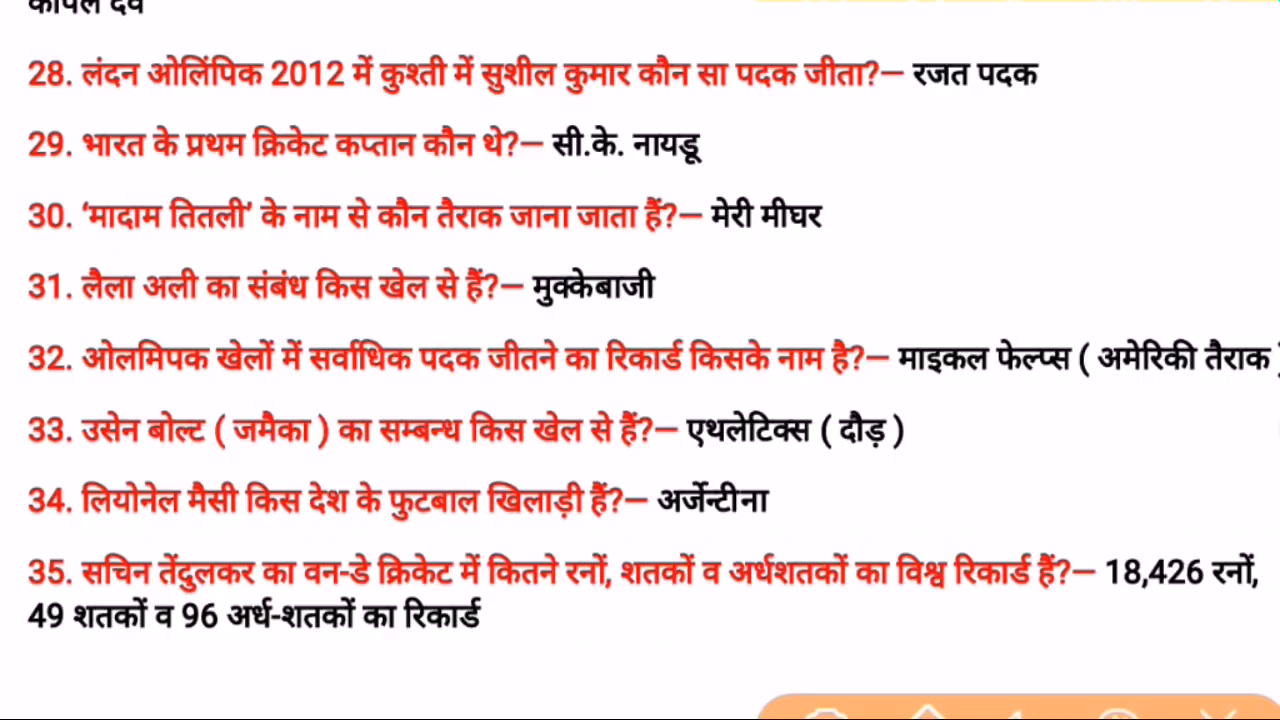 कपिल देव
28. लंदन ओलिंपिक 2012 में कुश्ती में सुशील कुमार कौन सा पदक जीता?— रजत पदक
29. भारत के प्रथम क्रिकेट कप्तान कौन थे?— सी.के. नायडू
30. ‘मादाम तितली’ के नाम से कौन तैराक जाना जाता हैं?— मेरी मीघर
31. लैला अली का संबंध किस खेल से हैं?— मुक्केबाजी
32. ओलमिपक खेलों में सर्वाधिक पदक जीतने का रिकार्ड किसके नाम है?— माइकल फेल्प्स ( अमेरिकी तैराक )
33. उसेन बोल्ट ( जमैका ) का सम्बन्ध किस खेल से हैं?— एथलेटिक्स ( दौड़ )
34. लियोनेल मैसी किस देश के फुटबाल खिलाड़ी हैं?— अर्जेन्टीना
35. सचिन तेंदुलकर का वन-डे क्रिकेट में कितने रनों, शतकों व अर्धशतकों का विश्व रिकार्ड हैं?— 18,426 रनों,
49 शतकों व 96 अर्ध-शतकों का रिकार्ड